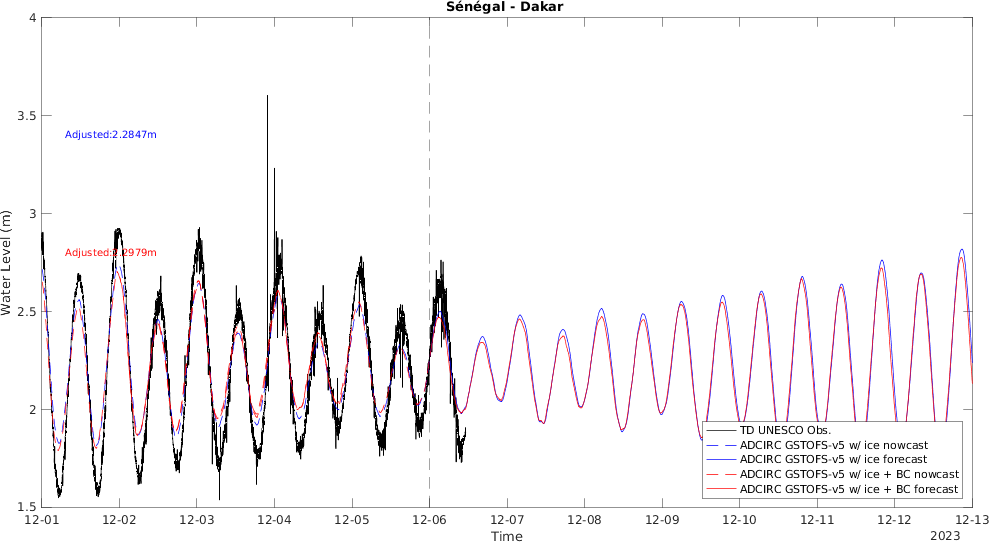 Sénégal - Dakar
Water Level (m)
4
3.5
3
2.5
2
1.5
Adjusted:2.2847m
Adjusted:2.2979m
TD UNESCO Obs.
ADCIRC GSTOFS-v5 w/ ice nowcast
ADCIRC GSTOFS-v5 w/ ice forecast
ADCIRC GSTOFS-v5 w/ ice + BC nowcast
ADCIRC GSTOFS-v5 w/ ice + BC forecast
12-01 12-02 12-03 12-04 12-05 12-06 12-07 12-08 12-09 12-10 12-11 12-12 12-13
Time
2023